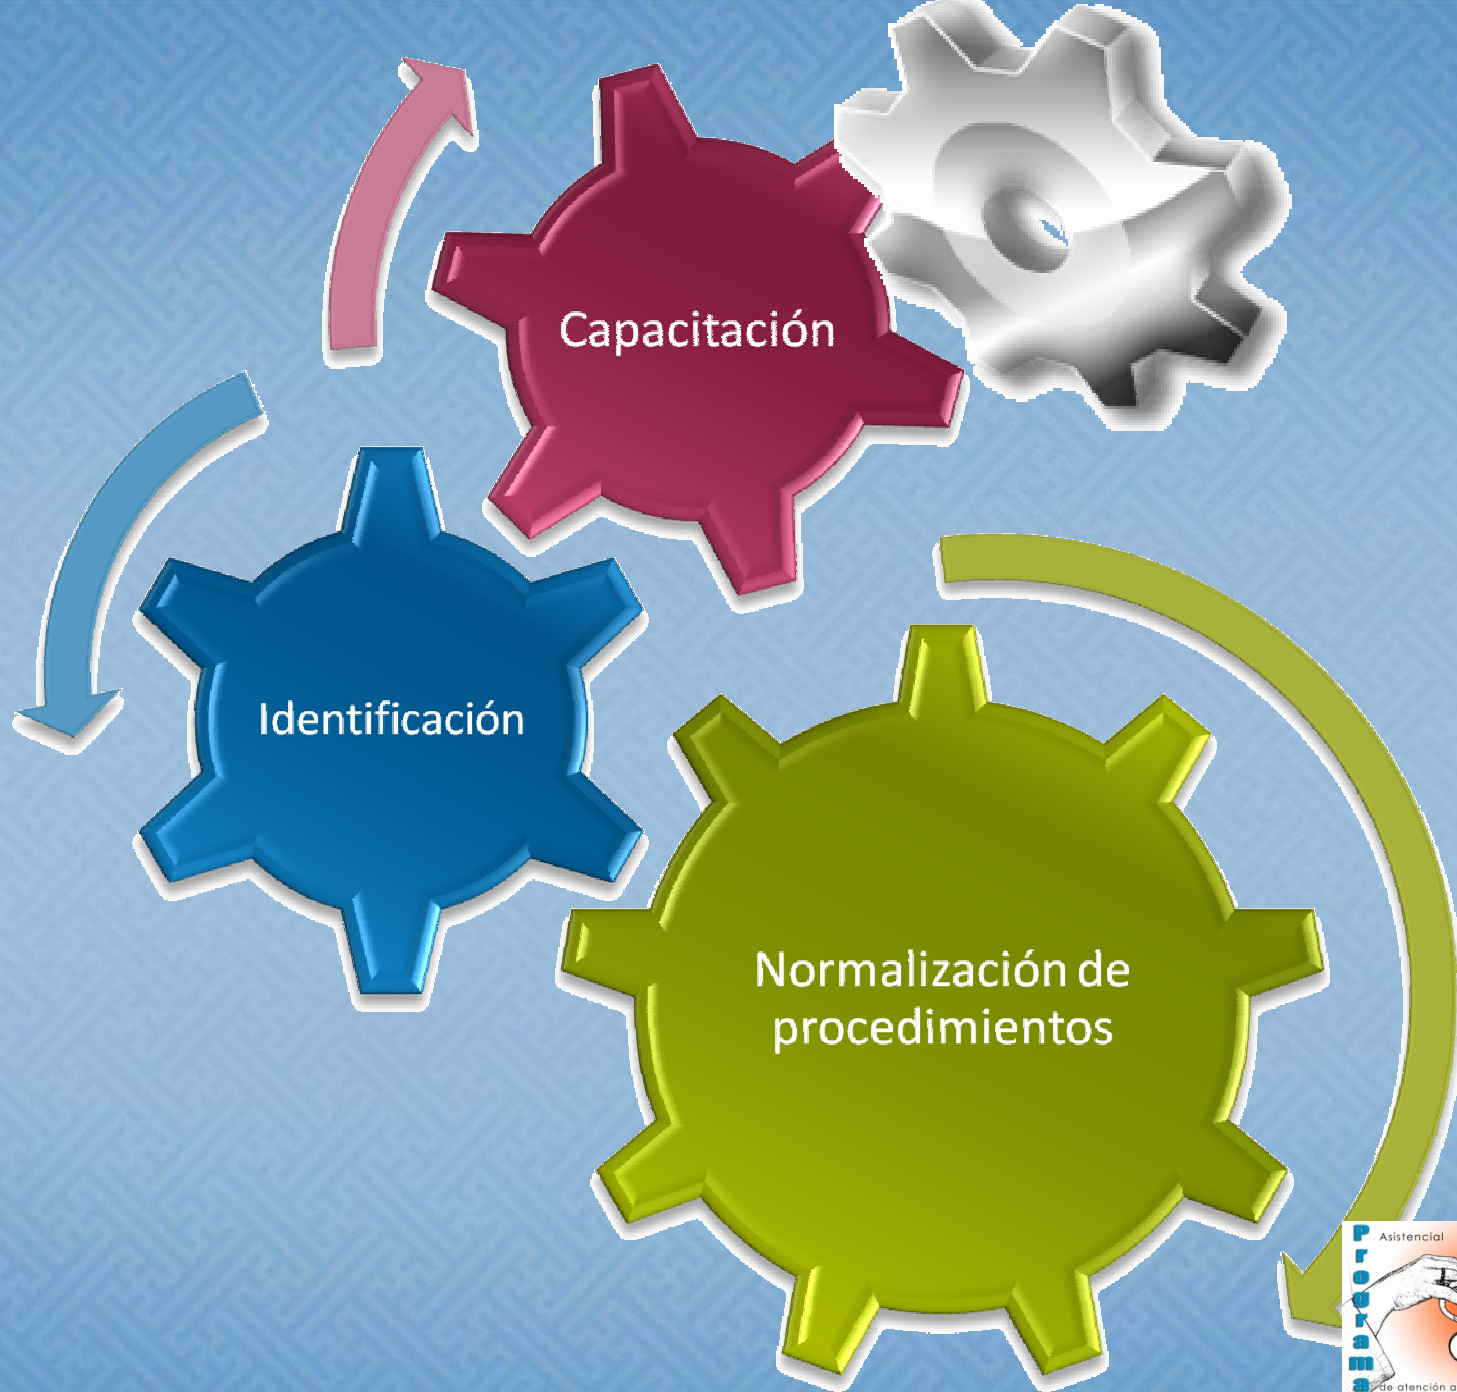 Capacitación
Identificación
Normalización de
procedimientos
Programa
Asistencial
de atención a